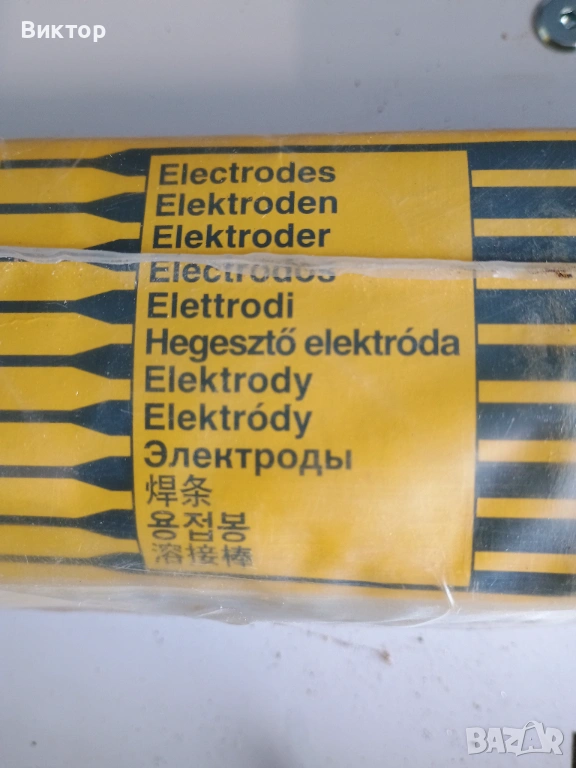 Виктор
Electrodes
Elektroden
Elektroder
Electrodos
Elettrodi
Hegesztő elektróda
Elektrody
Elektródy
Электроды
焊条
용접봉
溶接棒
BAZAR